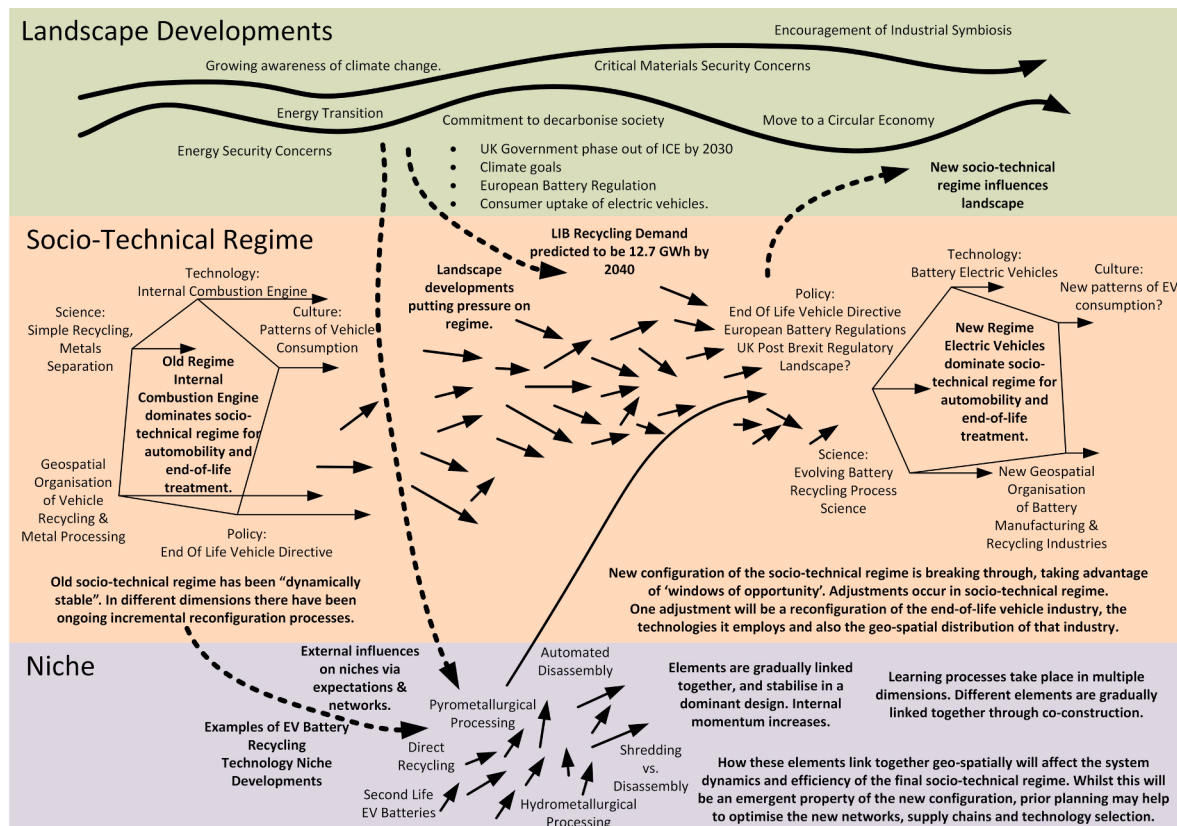 Landscape Developments
Encouragement of Industrial Symbiosis
Growing awareness of climate change.
Critical Materials Security Concerns
Energy Transition
Commitment to decarbonise society
Move to a Circular Economy
Energy Security Concerns
• UK Government phase out of ICE by 2030
• Climate goals
• European Battery Regulation
• Consumer uptake of electric vehicles.
New socio-technical
regime influences
landscape
Socio-Technical Regime
LIB Recycling Demand
predicted to be 12.7 GWh by
2040
Landscape
developments
putting pressure on
regime.
Technology:
Internal Combustion Engine
Science:
Simple Recycling,
Metals
Separation
Culture:
Patterns of Vehicle
Consumption
Old Regime
Internal
Combustion Engine
dominates socio-
technical regime for
automobility and
end-of-life
treatment.
Geospatial
Organisation
of Vehicle
Recycling &
Metal Processing
Policy:
End Of Life Vehicle Directive
Policy:
End Of Life Vehicle Directive
European Battery Regulations
UK Post Brexit Regulatory
Landscape?
Technology:
Battery Electric Vehicles
Culture:
New patterns of EV
consumption?
New Regime
Electric Vehicles
dominate socio-
technical regime for
automobility and
end-of-life
treatment.
Science:
Evolving Battery
Recycling Process
Science
New Geospatial
Organisation
of Battery
Manufacturing &
Recycling Industries
Old socio-technical regime has been “dynamically
stable”. In different dimensions there have been
ongoing incremental reconfiguration processes.
New configuration of the socio-technical regime is breaking through, taking advantage
of ‘windows of opportunity’. Adjustments occur in socio-technical regime.
One adjustment will be a reconfiguration of the end-of-life vehicle industry, the
technologies it employs and also the geo-spatial distribution of that industry.
Niche
External influences
on niches via
expectations &
networks.
Automated
Disassembly
Pyrometallurgical
Processing
Examples of EV Battery
Recycling
Technology Niche
Developments
Direct
Recycling
Second Life
EV Batteries
Shredding
vs.
Disassembly
Hydrometallurgical
Processing
Elements are gradually linked
together, and stabilise in a
dominant design. Internal
momentum increases.
Learning processes take place in multiple
dimensions. Different elements are gradually
linked together through co-construction.
How these elements link together geo-spatially will affect the system
dynamics and efficiency of the final socio-technical regime. Whilst this will
be an emergent property of the new configuration, prior planning may help
to optimise the new networks, supply chains and technology selection.